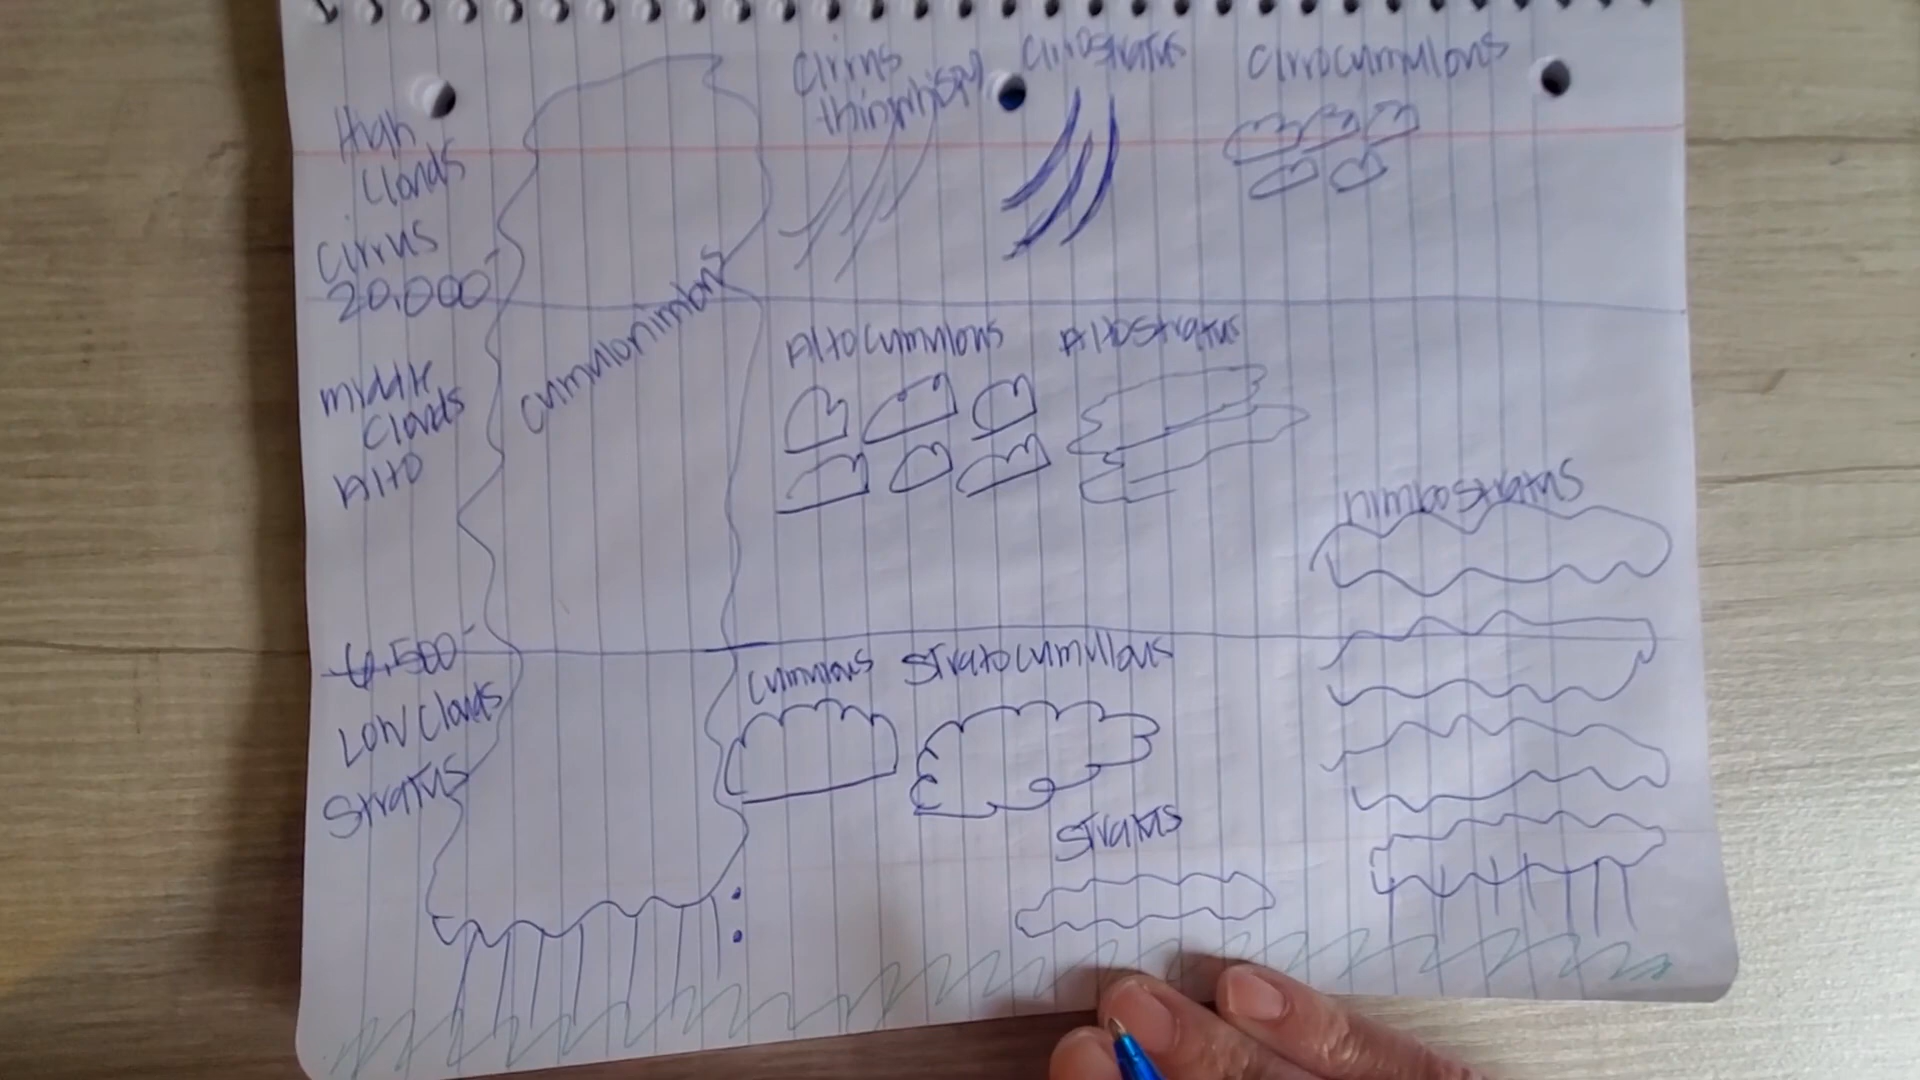 High
Clouds
Cirrus
20,000
Middle
Clouds
Alto
6,500
Low Clouds
Stratus
Cumulonimbus
Cirrus
thin,whispy
Cirrostratus
Cirrocumulous
Altocumulous
Altostratus
nimbostratus
Cumulous
Stratocumullous
Stratus